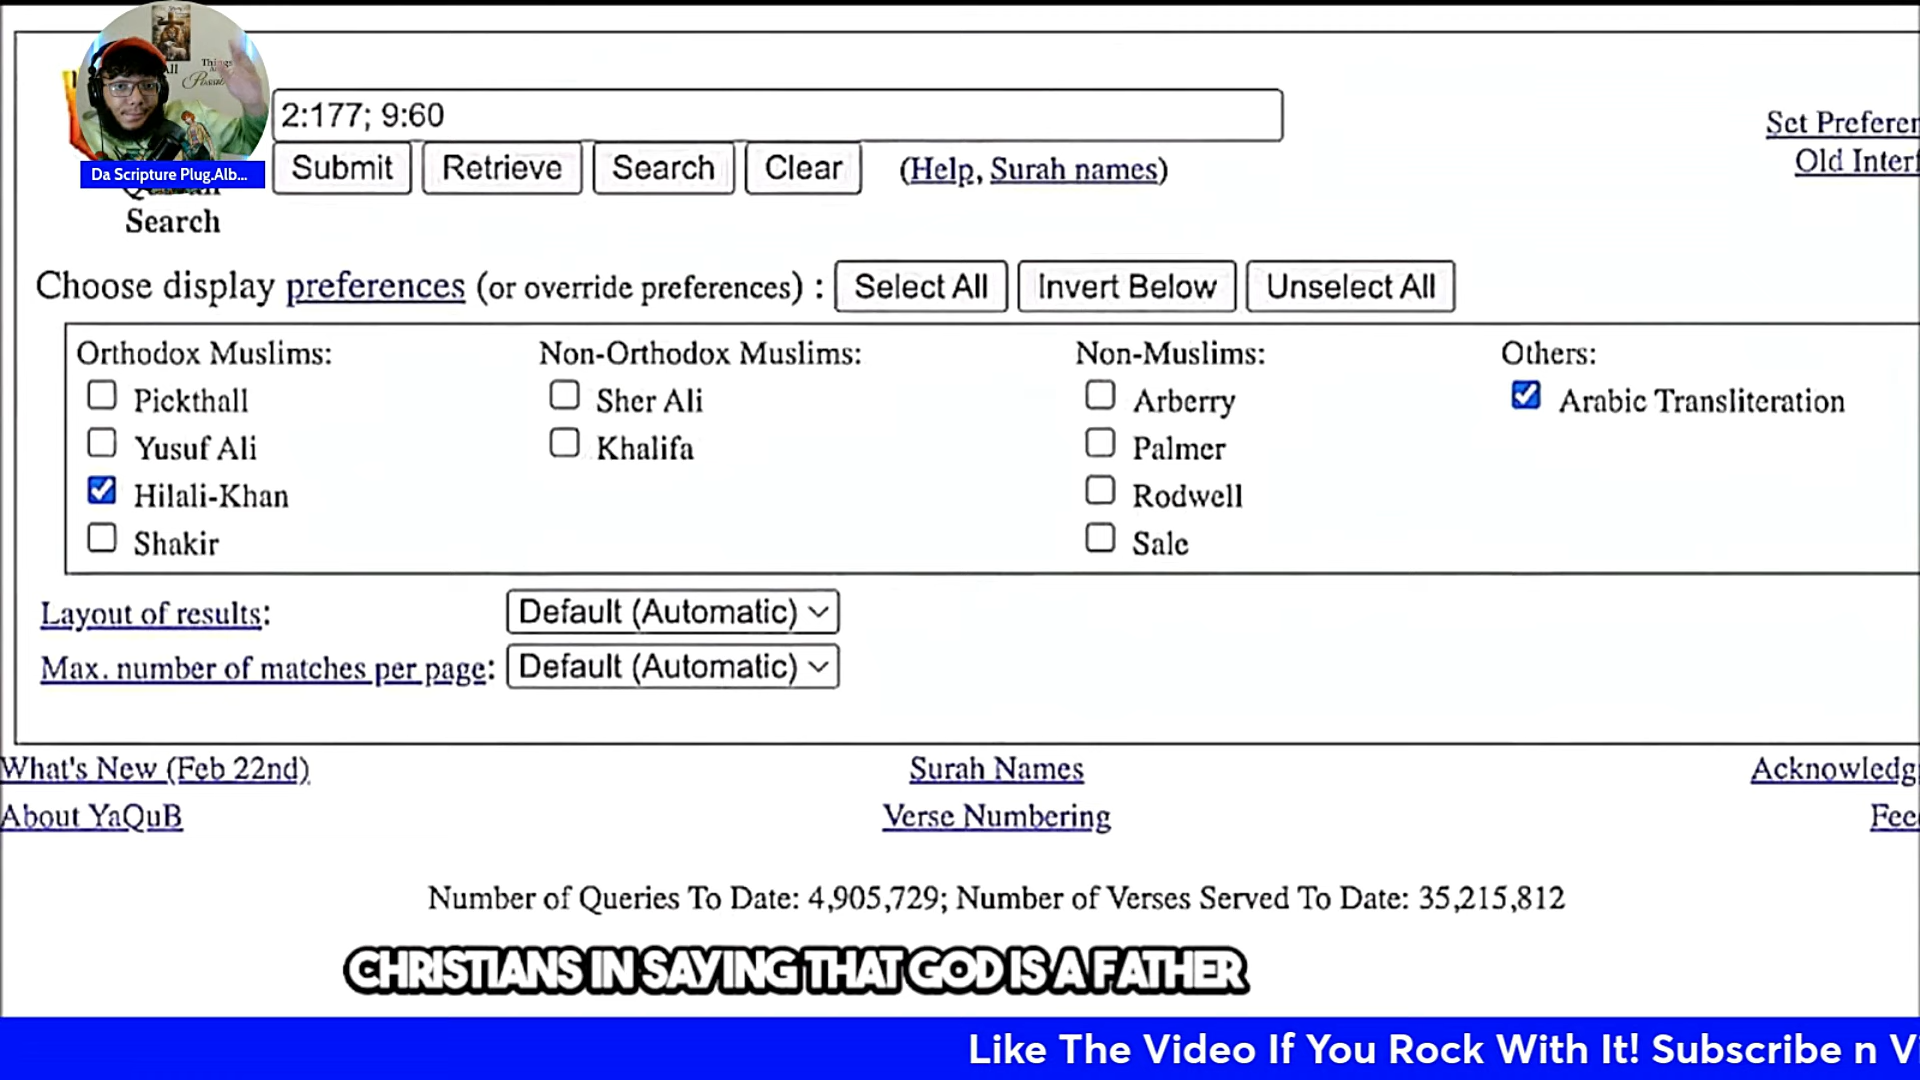 All
Things
2:177; 9:60
Submit
Retrieve
Search
Clear
(Help, Surah names)
Set Preferen
Old Interf
Da Scripture Plug.Alb...
Search
Choose display preferences (or override preferences) :
Select All
Invert Below
Unselect All
Orthodox Muslims:
Non-Orthodox Muslims:
Non-Muslims:
Others:
Pickthall
Sher Ali
Arberry
Arabic Transliteration
Yusuf Ali
Khalifa
Palmer
Hilali-Khan
Rodwell
Shakir
Sale
Layout of results:
Default (Automatic)
Max. number of matches per page:
Default (Automatic)
What's New (Feb 22nd)
Surah Names
Acknowledg
About YaQuB
Verse Numbering
Fee
Number of Queries To Date: 4,905,729; Number of Verses Served To Date: 35,215,812
CHRISTIANS IN SAYING THAT GOD IS A FATHER
Like The Video If You Rock With It! Subscribe n V